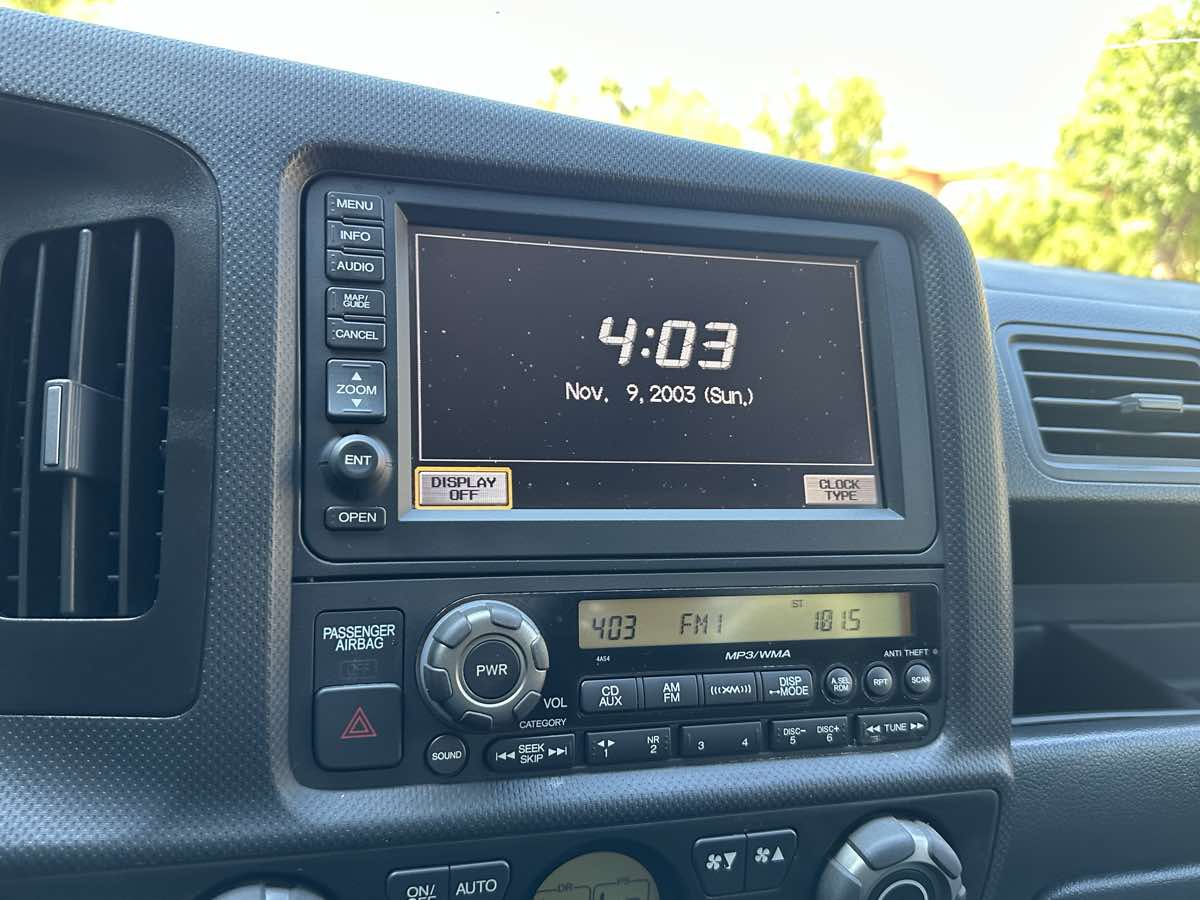 MENU
INFO
AUDIO
MAP/
GUIDE
CANCEL
ZOOM
ENT
OPEN
4:03
Nov. 9, 2003 (Sun.)
DISPLAY
OFF
CLOCK
TYPE
PASSENGER
AIRBAG
PWR
VOL
SOUND
403 FM1 ST 101.5
4AS4
MP3/WMA
ANTI THEFT
CD
AUX
AM
FM
(((XM)))
DISP
MODE
A.SEL
RDM
RPT
SCAN
CATEGORY
SEEK
SKIP
1
NR
2
3
4
DISC-
5
DISC+
6
TUNE
ON/
OFF
AUTO